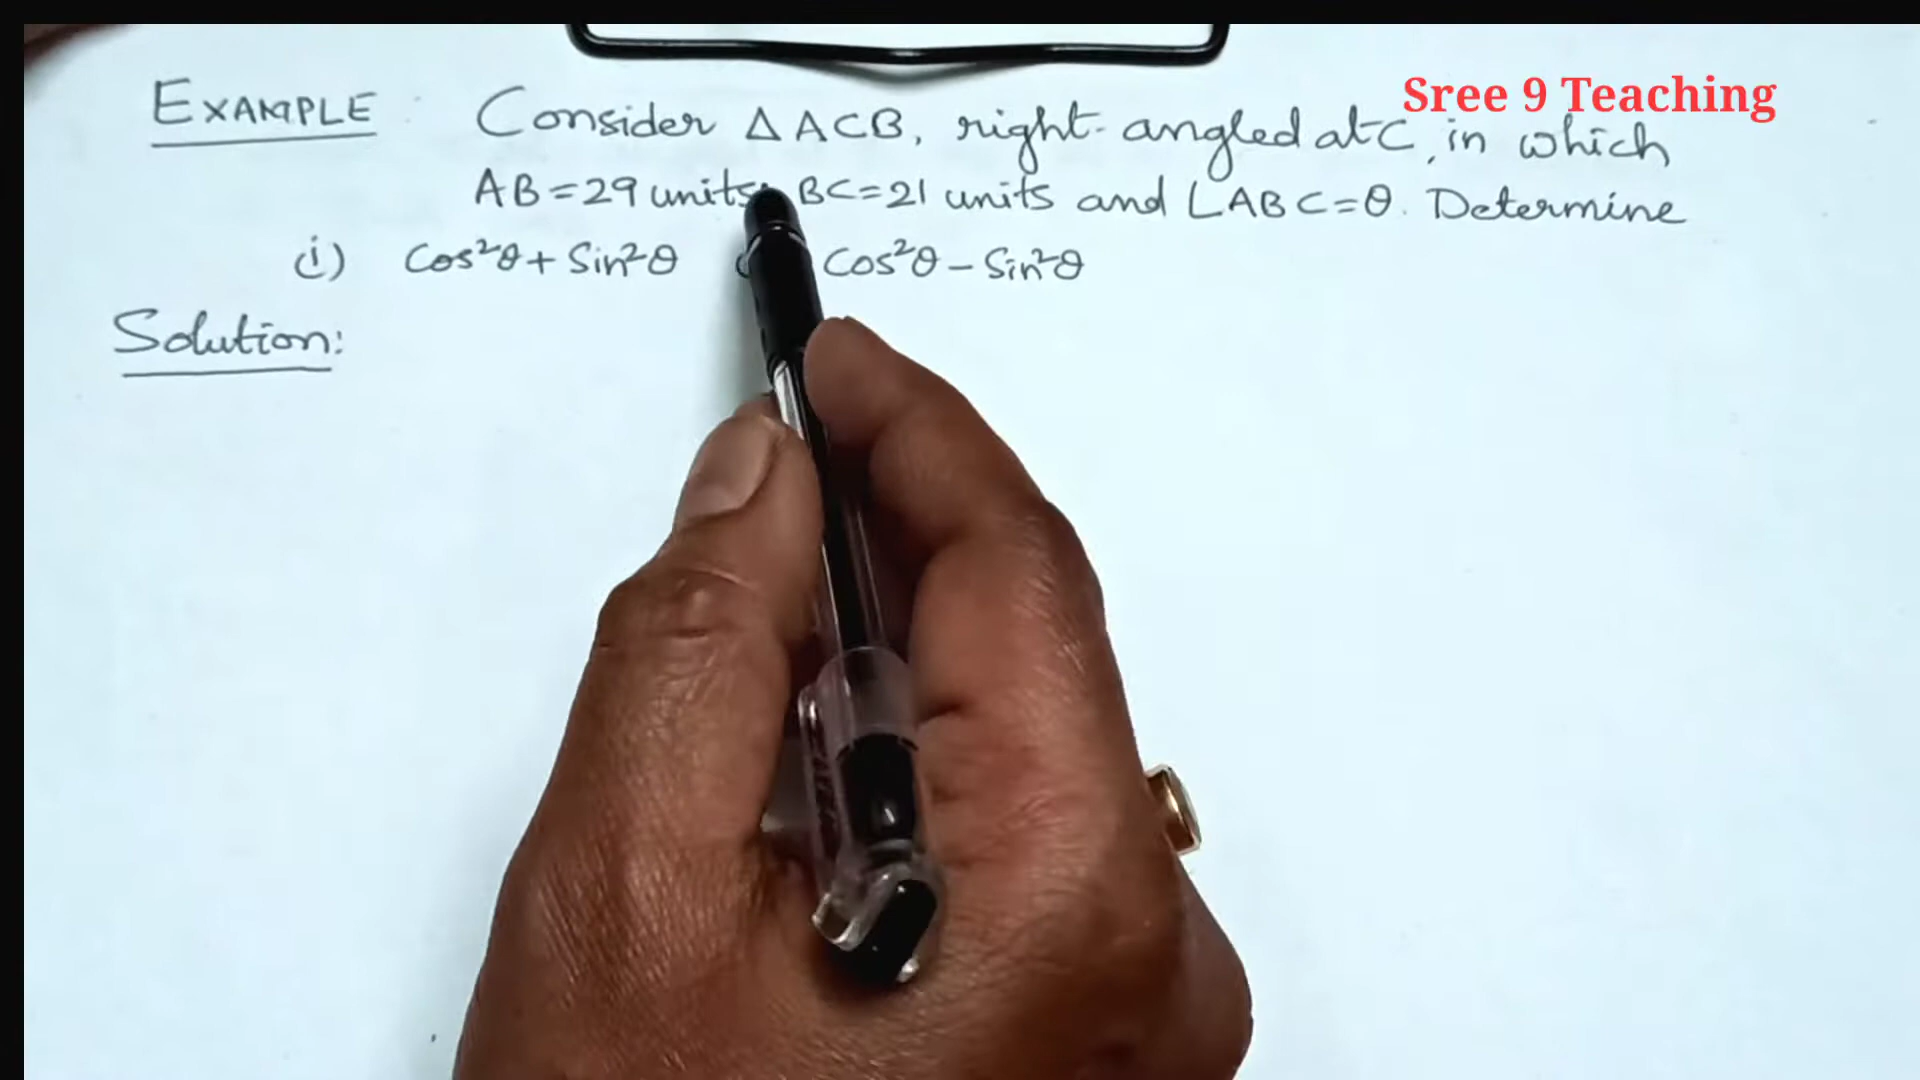 Sree 9 Teaching
EXAMPLE : Consider Δ ACB, right-angled at C, in which
AB = 29 units, BC = 21 units and ∠ABC = θ. Determine
(i) Cos²θ + Sin²θ Cos²θ - Sin²θ
Solution: